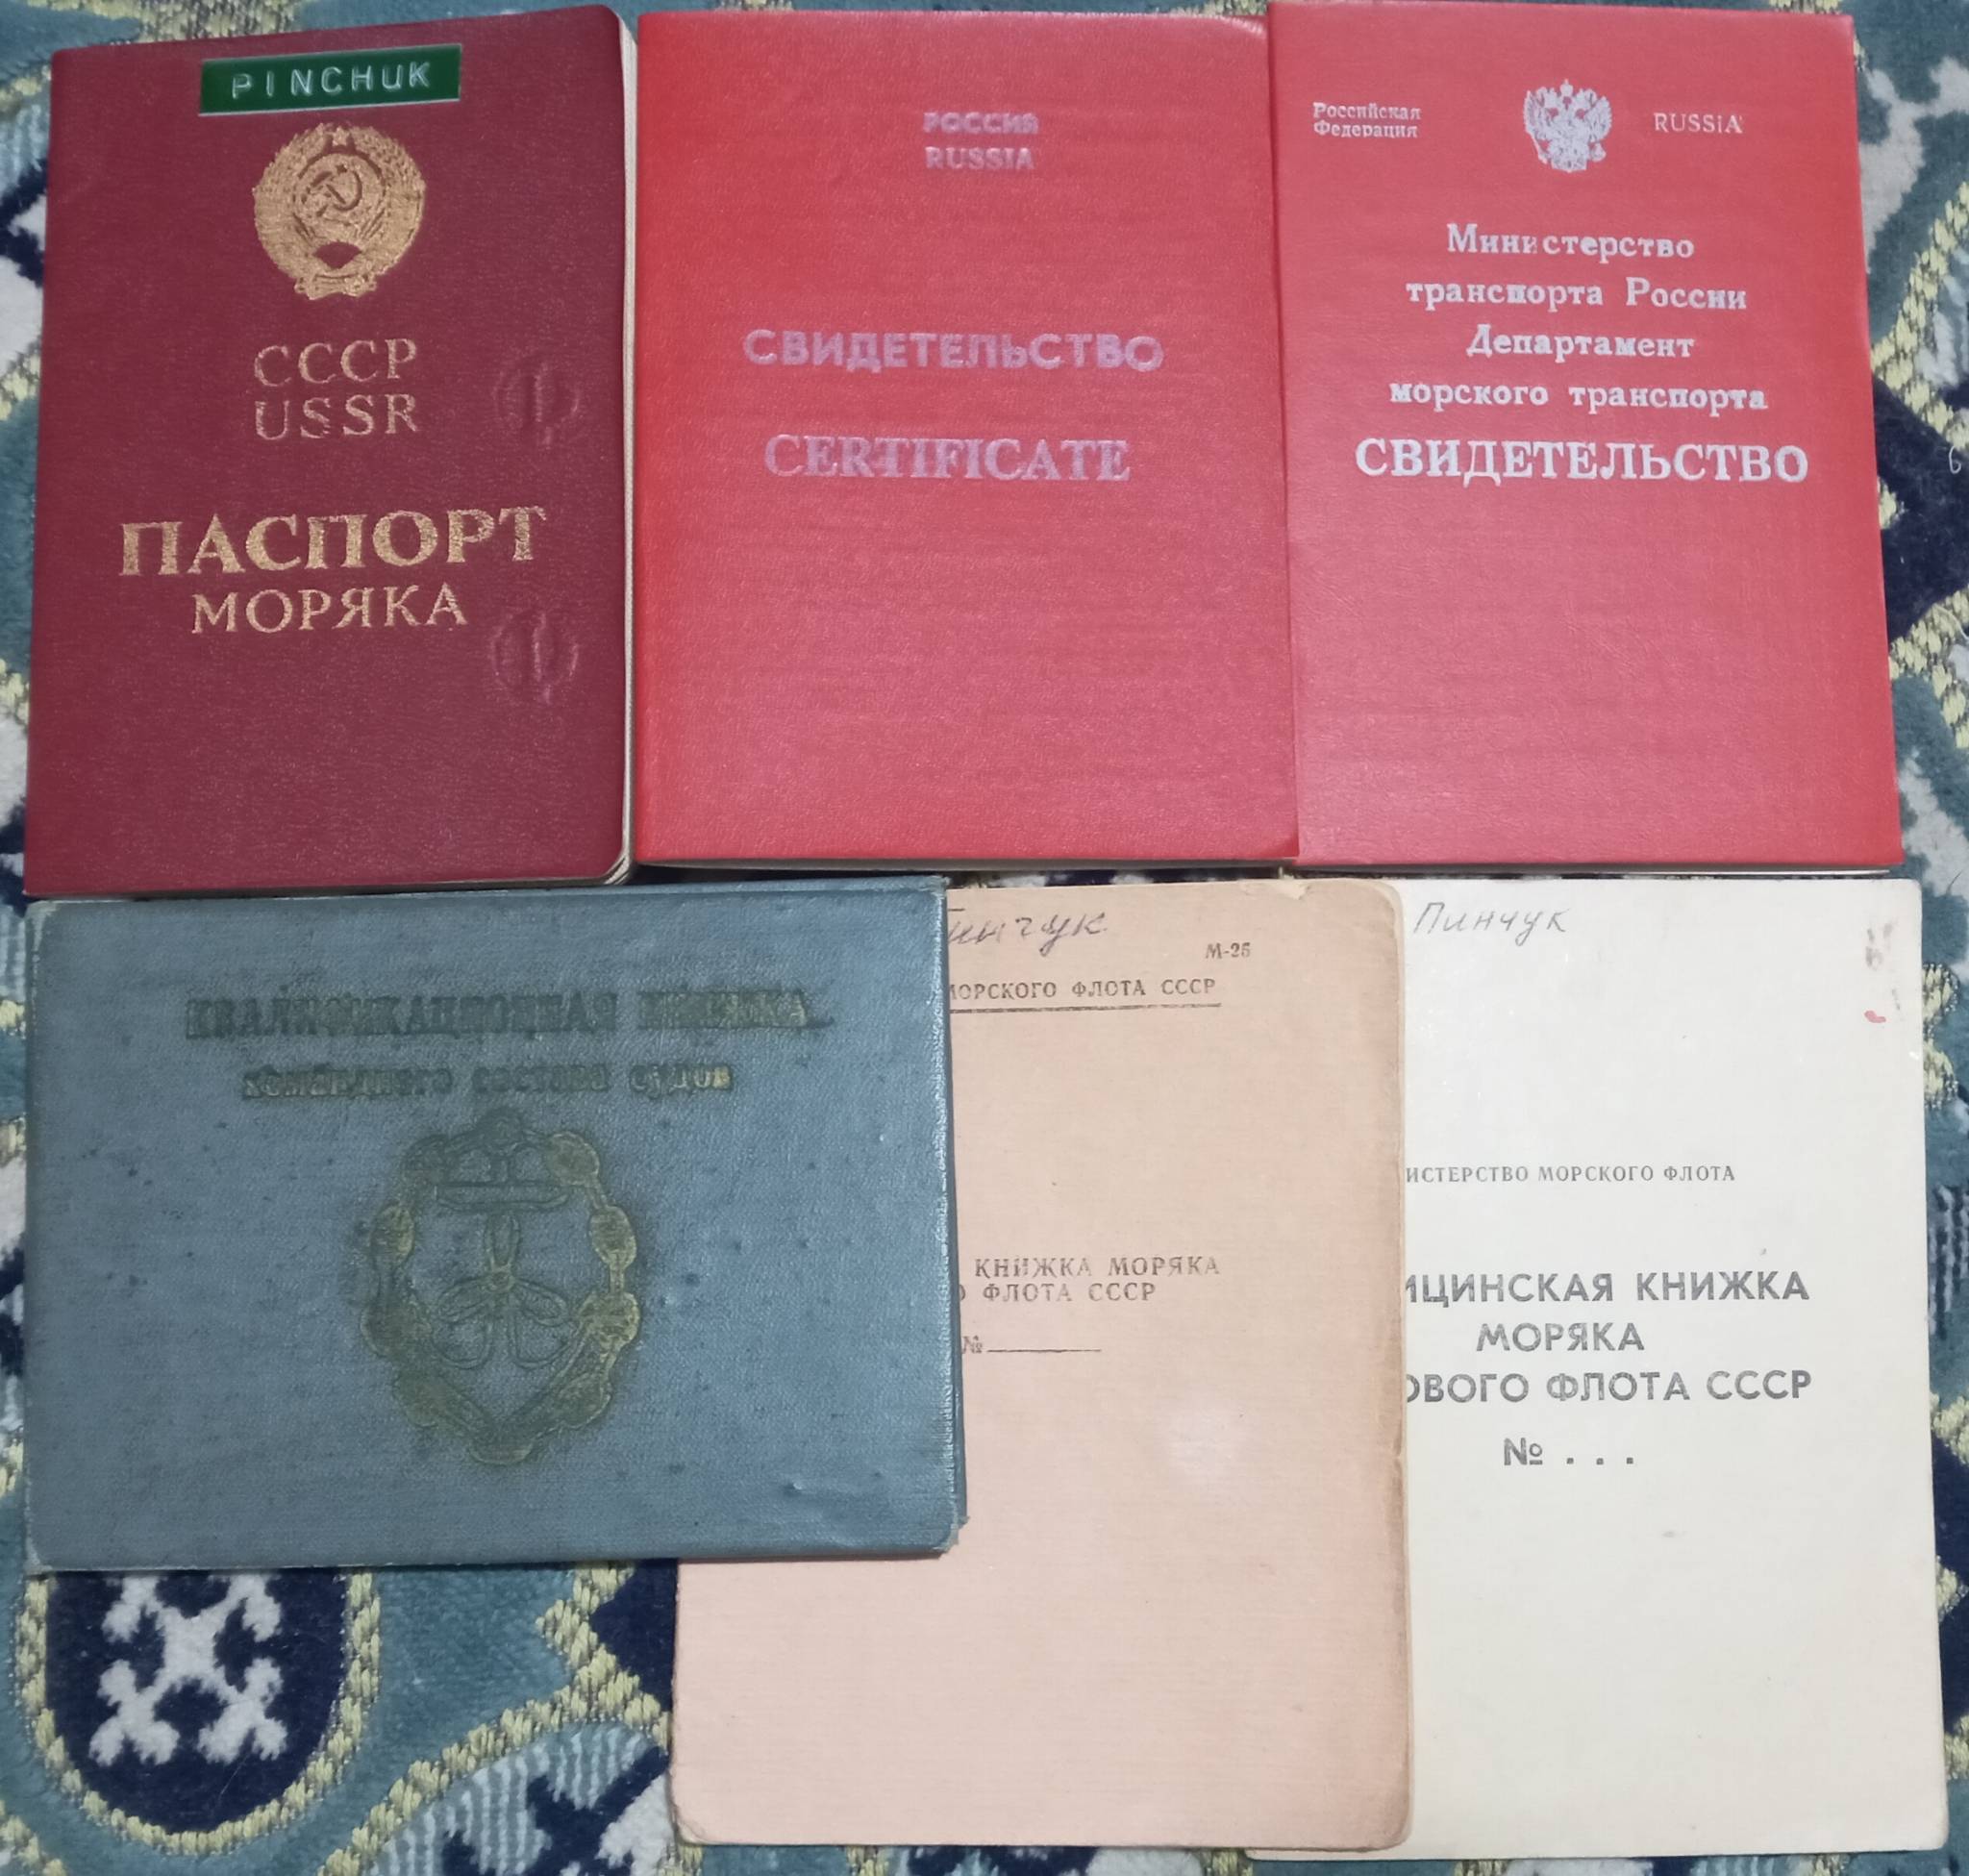 PINCHUK
СССР
USSR
ПАСПОРТ
МОРЯКА
РОССИЯ
RUSSIA
СВИДЕТЕЛЬСТВО
CERTIFICATE
Российская
Федерация
RUSSiA
Министерство
транспорта России
Департамент
морского транспорта
СВИДЕТЕЛЬСТВО
КВАЛИФИКАЦИОННАЯ КНИЖКА
М-25
МОРСКОГО ФЛОТА СССР
КНИЖКА МОРЯКА
ФЛОТА СССР
№
Пинчук
ИСТЕРСТВО МОРСКОГО ФЛОТА
ИЦИНСКАЯ КНИЖКА
МОРЯКА
ОВОГО ФЛОТА СССР
№ . . .